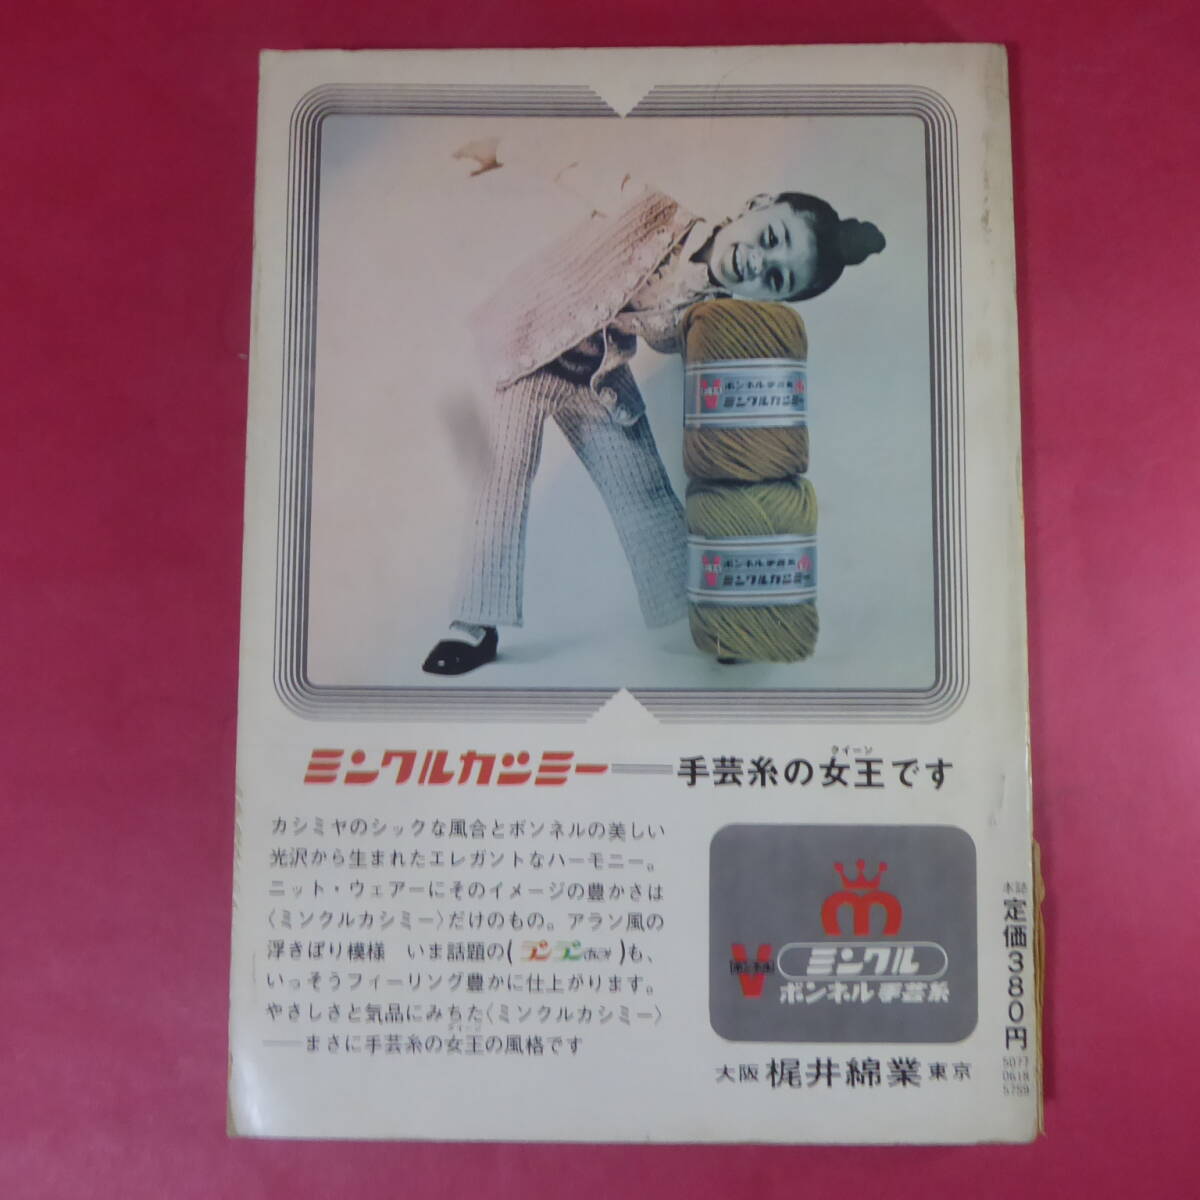 ボンネル手芸糸
ミンクルカシミー
ボンネル手芸糸
ミンクルカシミー
ミンクルカシミー──手芸糸の女王です
クイーン
カシミヤのシックな風合とボンネルの美しい
光沢から生まれたエレガントなハーモニー。
ニット・ウェアーにそのイメージの豊かさは
〈ミンクルカシミー〉だけのもの。アラン風の
浮きぼり模様 いま話題の( )も、
いっそうフィーリング豊かに仕上がります。
やさしさと気品にみちた〈ミンクルカシミー〉
クイーン
──まさに手芸糸の女王の風格です
V
ボンネル
ミンクル
ボンネル手芸糸
大阪 梶井綿業 東京
本誌
定価380円
5077
0618
5759